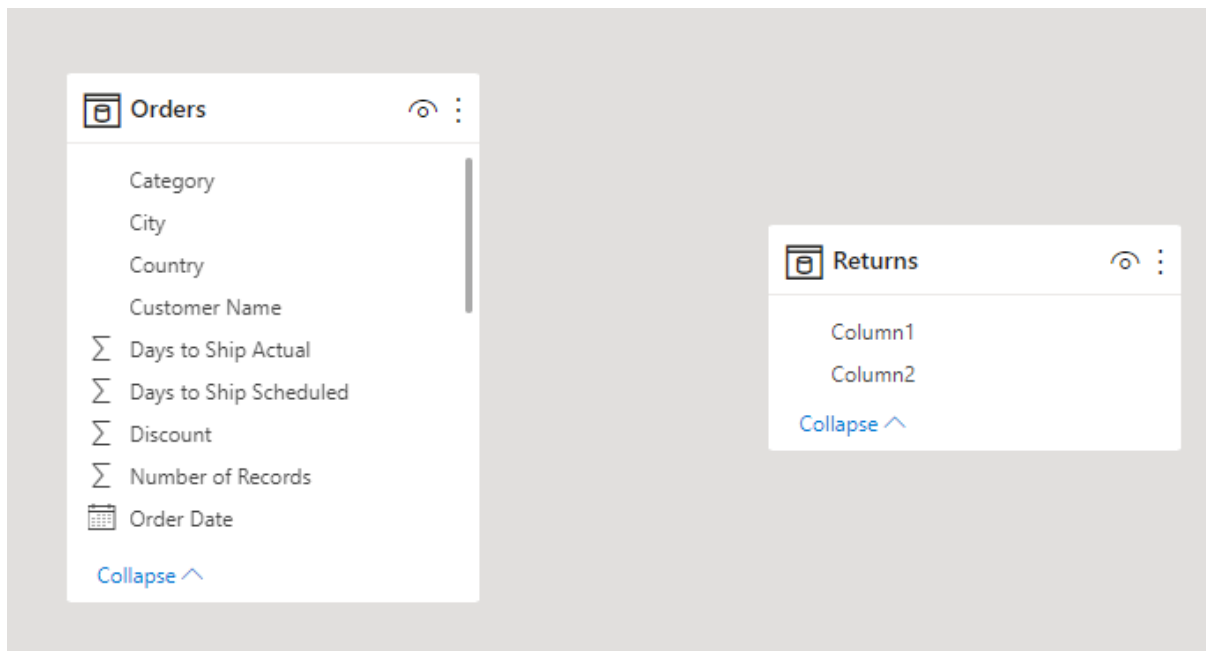 Orders
Category
City
Country
Customer Name
Days to Ship Actual
Days to Ship Scheduled
Discount
Number of Records
Order Date
Collapse
Returns
Column1
Column2
Collapse